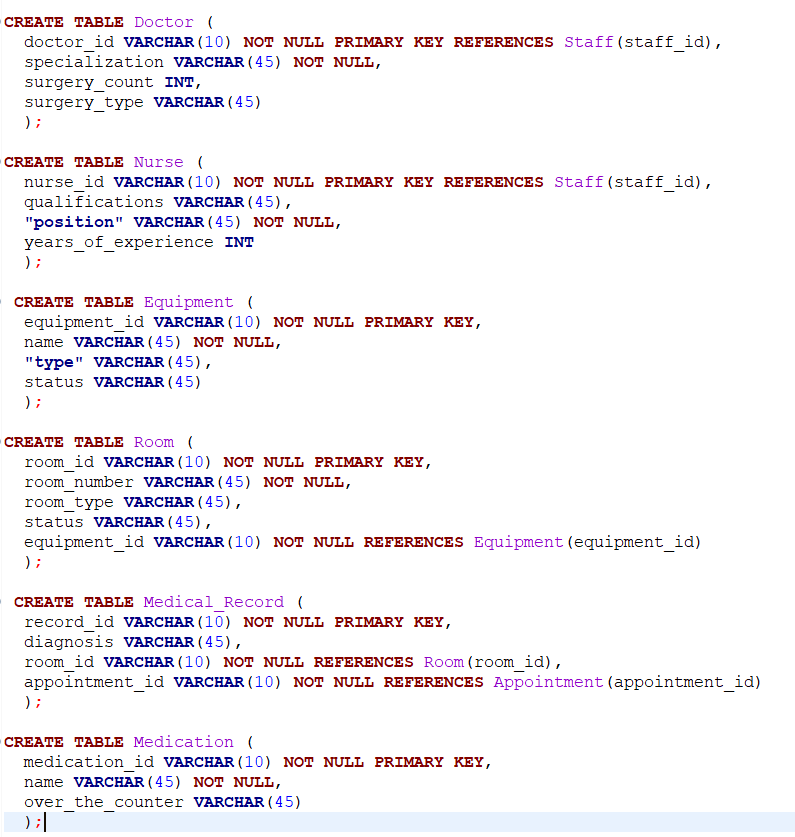 CREATE TABLE Doctor (
doctor_id VARCHAR(10) NOT NULL PRIMARY KEY REFERENCES Staff(staff_id),
specialization VARCHAR(45) NOT NULL,
surgery_count INT,
surgery_type VARCHAR(45)
);
CREATE TABLE Nurse (
nurse_id VARCHAR(10) NOT NULL PRIMARY KEY REFERENCES Staff(staff_id),
qualifications VARCHAR(45),
"position" VARCHAR(45) NOT NULL,
years_of_experience INT
);
CREATE TABLE Equipment (
equipment_id VARCHAR(10) NOT NULL PRIMARY KEY,
name VARCHAR(45) NOT NULL,
"type" VARCHAR(45),
status VARCHAR(45)
);
CREATE TABLE Room (
room_id VARCHAR(10) NOT NULL PRIMARY KEY,
room_number VARCHAR(45) NOT NULL,
room_type VARCHAR(45),
status VARCHAR(45),
equipment_id VARCHAR(10) NOT NULL REFERENCES Equipment(equipment_id)
);
CREATE TABLE Medical_Record (
record_id VARCHAR(10) NOT NULL PRIMARY KEY,
diagnosis VARCHAR(45),
room_id VARCHAR(10) NOT NULL REFERENCES Room(room_id),
appointment_id VARCHAR(10) NOT NULL REFERENCES Appointment(appointment_id)
);
CREATE TABLE Medication (
medication_id VARCHAR(10) NOT NULL PRIMARY KEY,
name VARCHAR(45) NOT NULL,
over_the_counter VARCHAR(45)
);